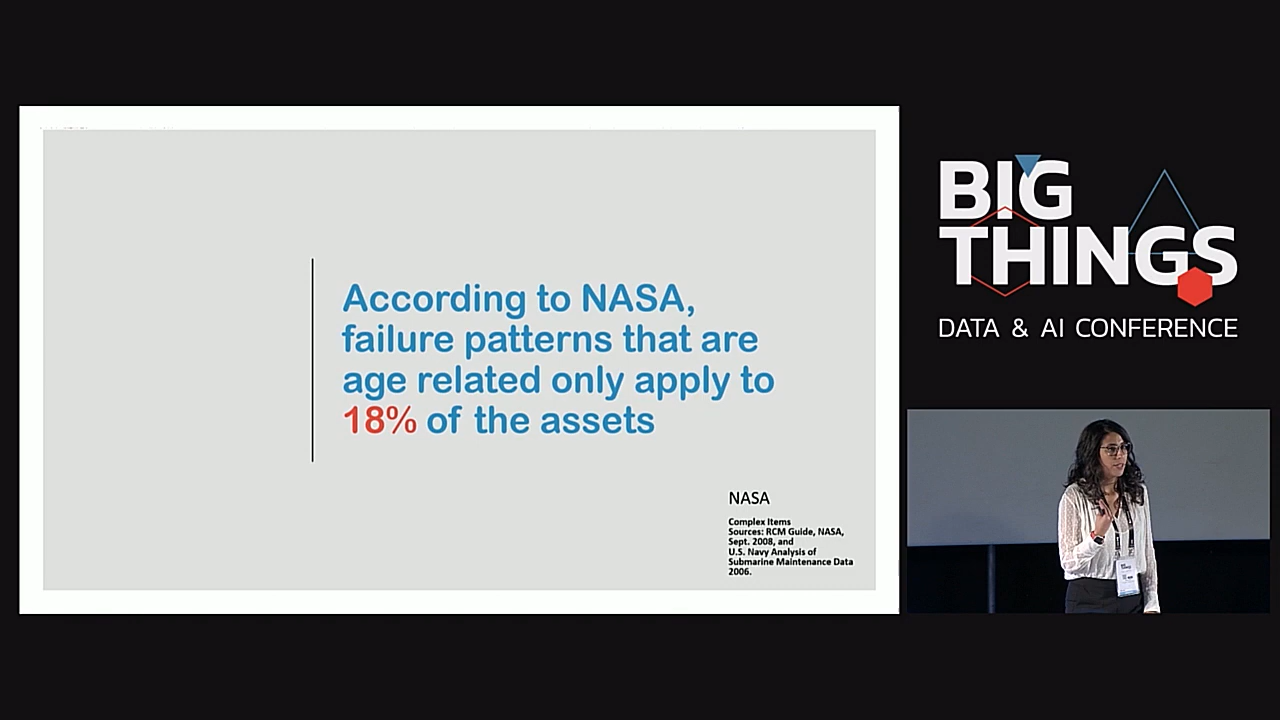 According to NASA,
failure patterns that are
age related only apply to
18% of the assets
NASA
Complex Items
Sources: RCM Guide, NASA,
Sept. 2008, and
U.S. Navy Analysis of
Submarine Maintenance Data
2006.
BIG
THINGS
DATA & AI CONFERENCE